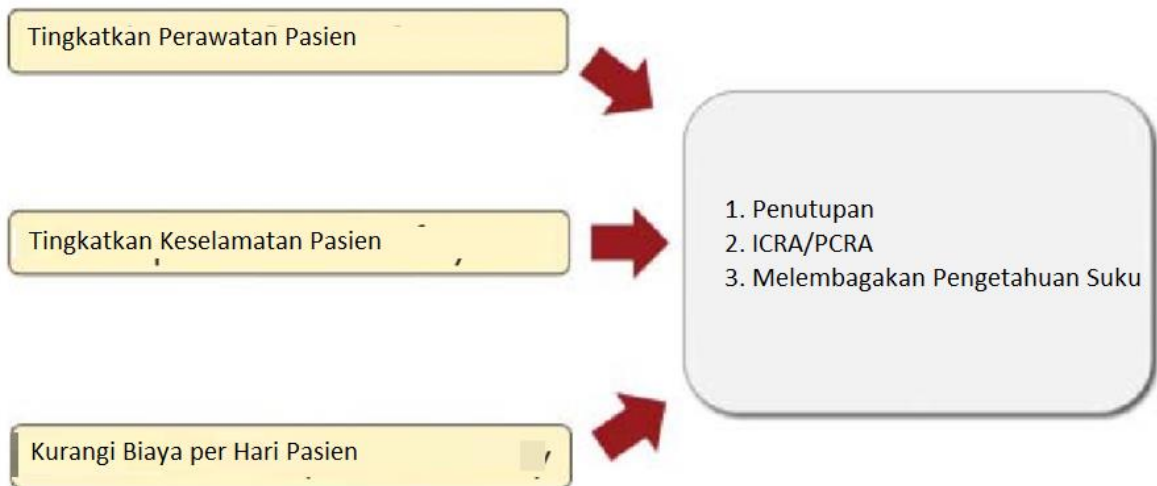 Tingkatkan Perawatan Pasien
Tingkatkan Keselamatan Pasien
Kurangi Biaya per Hari Pasien
1. Penutupan
2. ICRA/PCRA
3. Melembagakan Pengetahuan Suku